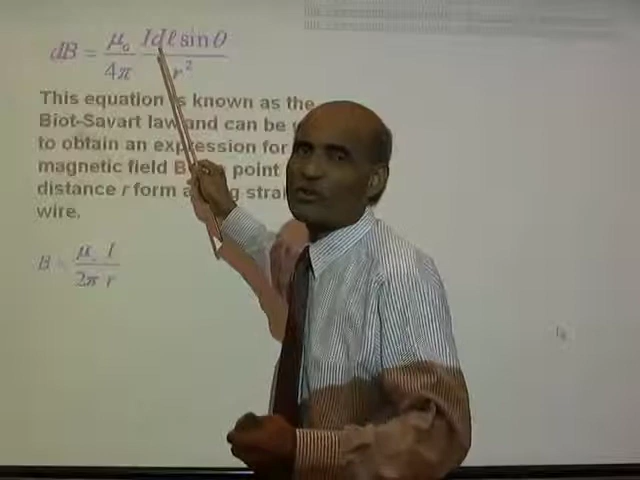 dB = μ₀/4π Idℓ sin θ/r²
This equation is known as the
Biot-Savart law and can be
to obtain an expression for
magnetic field B point
distance r form a stra
wire.
B = μ₀/2π I/r